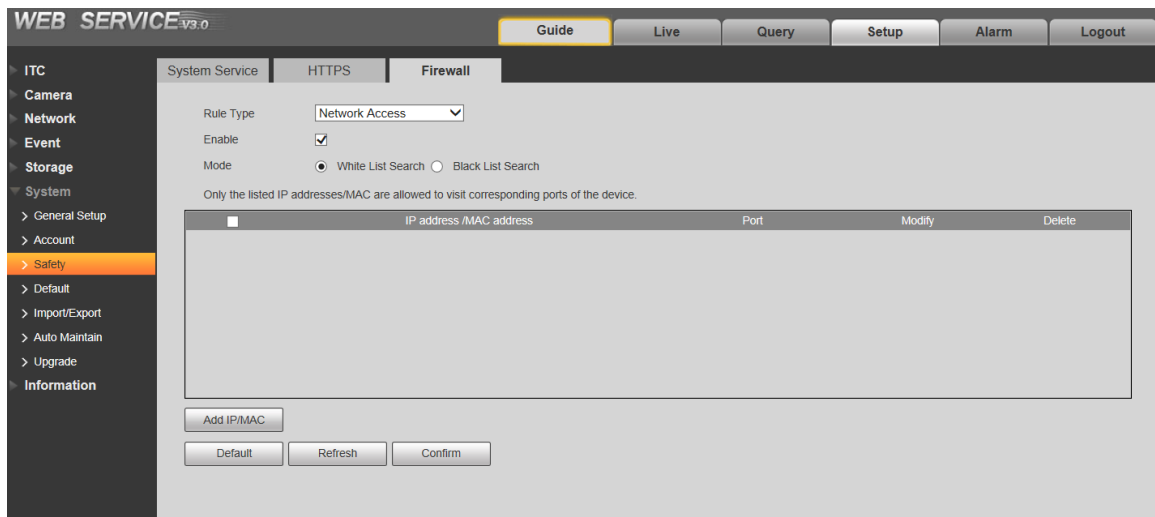 WEB SERVICE V3.0
Guide Live Query Setup Alarm Logout
ITC
Camera
Network
Event
Storage
System
> General Setup
> Account
> Safety
> Default
> Import/Export
> Auto Maintain
> Upgrade
Information
System Service HTTPS Firewall
Rule Type Network Access
Enable
Mode White List Search Black List Search
Only the listed IP addresses/MAC are allowed to visit corresponding ports of the device.
IP address /MAC address Port Modify Delete
Add IP/MAC
Default Refresh Confirm